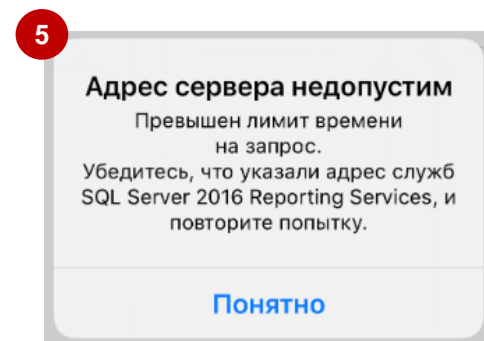 5
Адрес сервера недопустим
Превышен лимит времени
на запрос.
Убедитесь, что указали адрес служб
SQL Server 2016 Reporting Services, и
повторите попытку.
Понятно